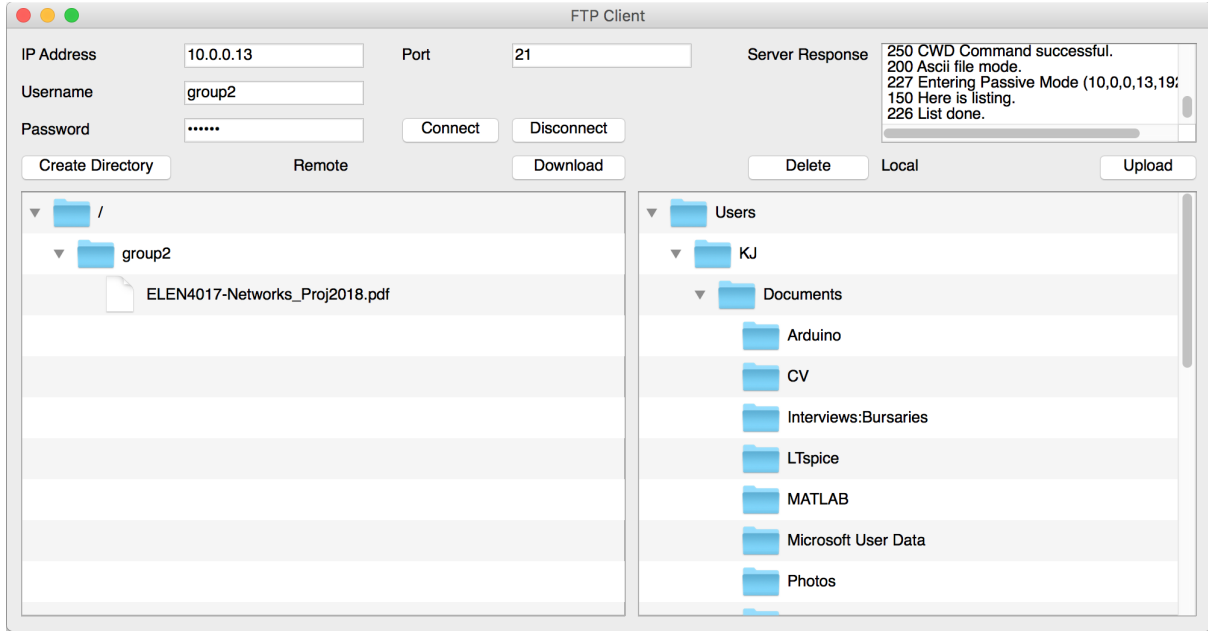 FTP Client
IP Address 10.0.0.13 Port 21 Server Response
250 CWD Command successful.
200 Ascii file mode.
227 Entering Passive Mode (10,0,0,13,192
150 Here is listing.
226 List done.
Username group2
Password •••••• Connect Disconnect
Create Directory Remote Download Delete Local Upload
/
group2
ELEN4017-Networks_Proj2018.pdf
Users
KJ
Documents
Arduino
CV
Interviews:Bursaries
LTspice
MATLAB
Microsoft User Data
Photos